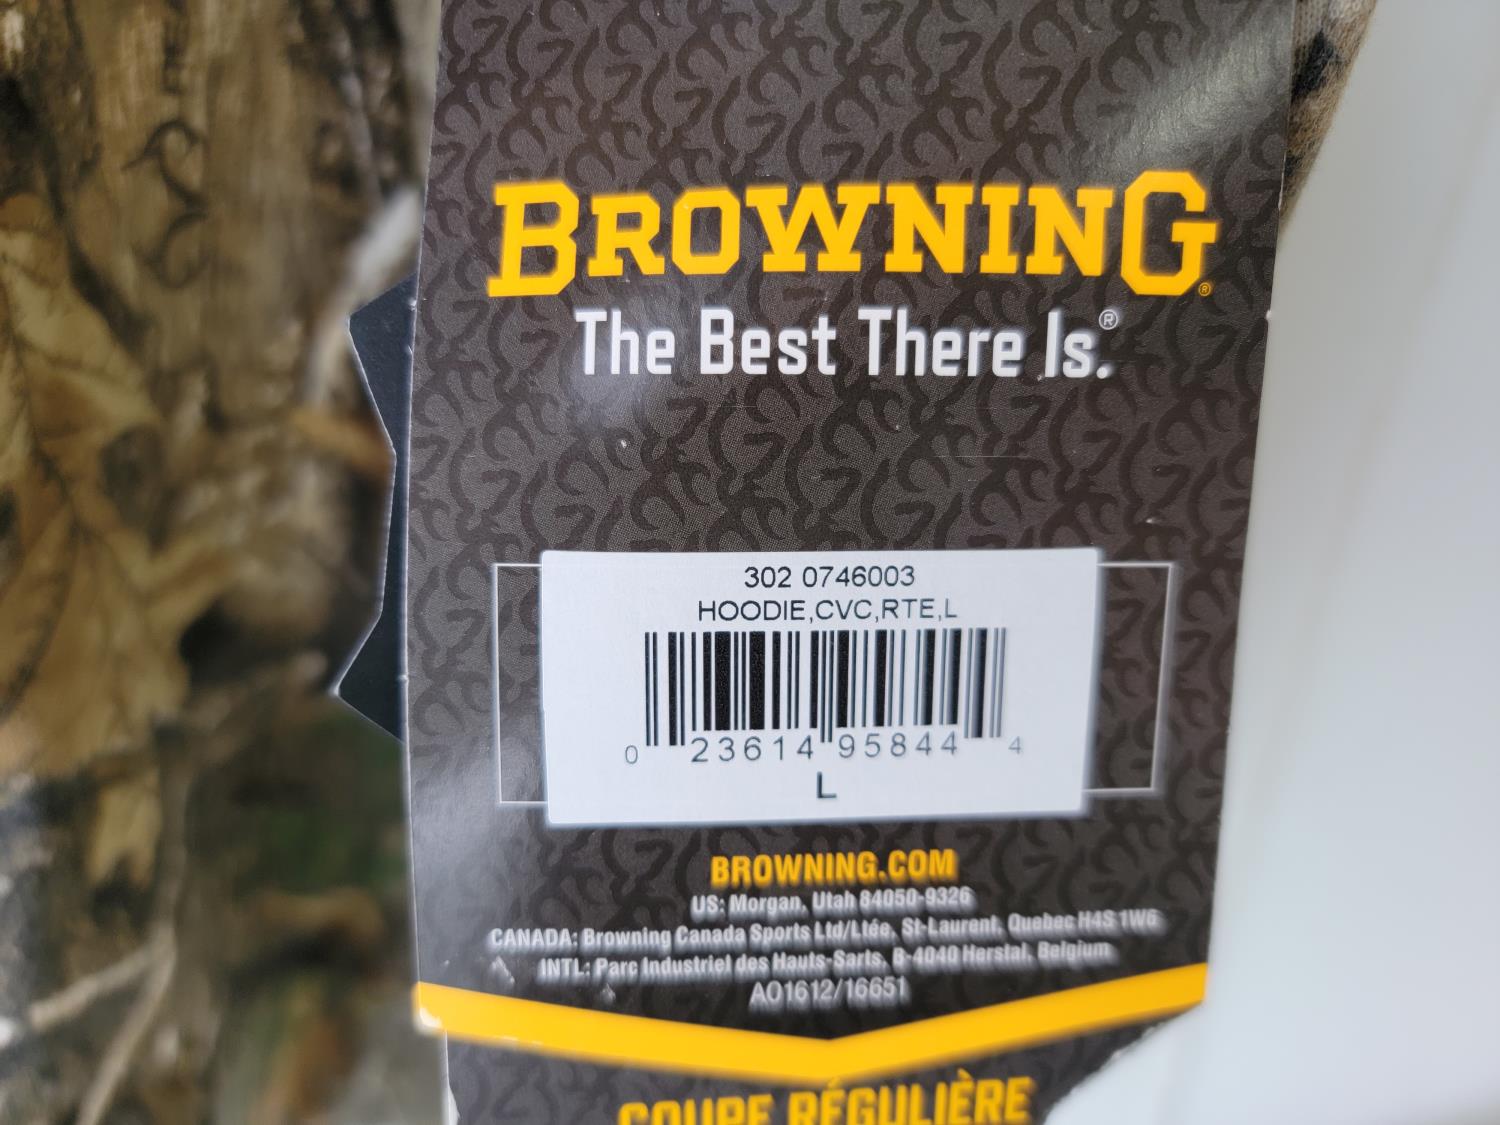 BROWNING®
The Best There Is.®
302 0746003
HOODIE,CVC,RTE,L
0 23614 95844 4
L
BROWNING.COM
US: Morgan, Utah 84050-9326
CANADA: Browning Canada Sports Ltd/Ltée, St-Laurent, Quebec H4S 1W6
INTL: Parc Industriel des Hauts-Sarts, B-4040 Herstal, Belgium
AO1612/16651
COUPE RÉGULIÈRE